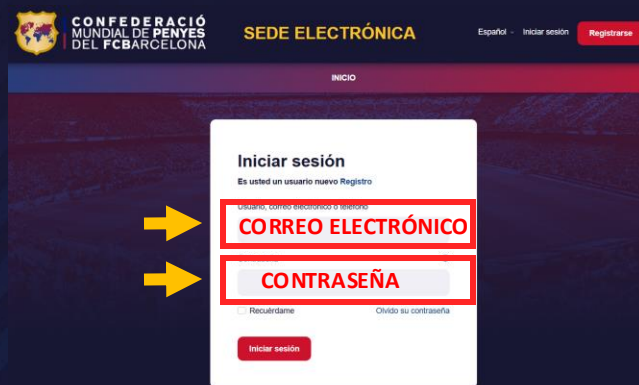 CONFEDERACIÓ
MUNDIAL DE PENYES
DEL FCBARCELONA
SEDE ELECTRÓNICA
Español
Iniciar sesión
Registrarse
INICIO
Iniciar sesión
Es usted un usuario nuevo Registro
Usuario, correo electrónico o teléfono
CORREO ELECTRÓNICO
CONTRASEÑA
Recuérdame
Olvido su contraseña
Iniciar sesión